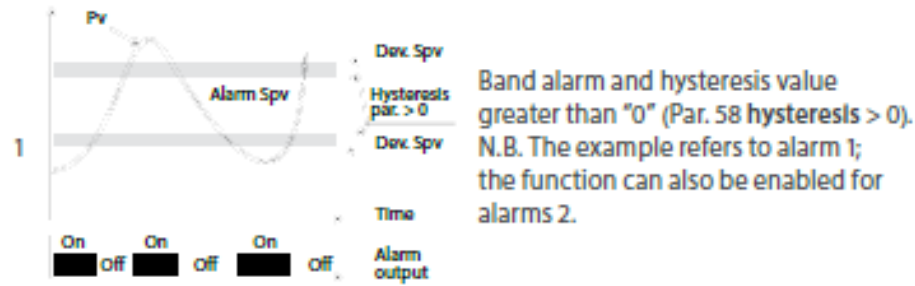 Pv
Dev. Spv
Alarm Spv
Hysteresis
par. > 0
Dev. Spv
1
Time
On On On
Off Off Off
Alarm
output
Band alarm and hysteresis value
greater than "0" (Par. 58 hysteresis > 0).
N.B. The example refers to alarm 1;
the function can also be enabled for
alarms 2.